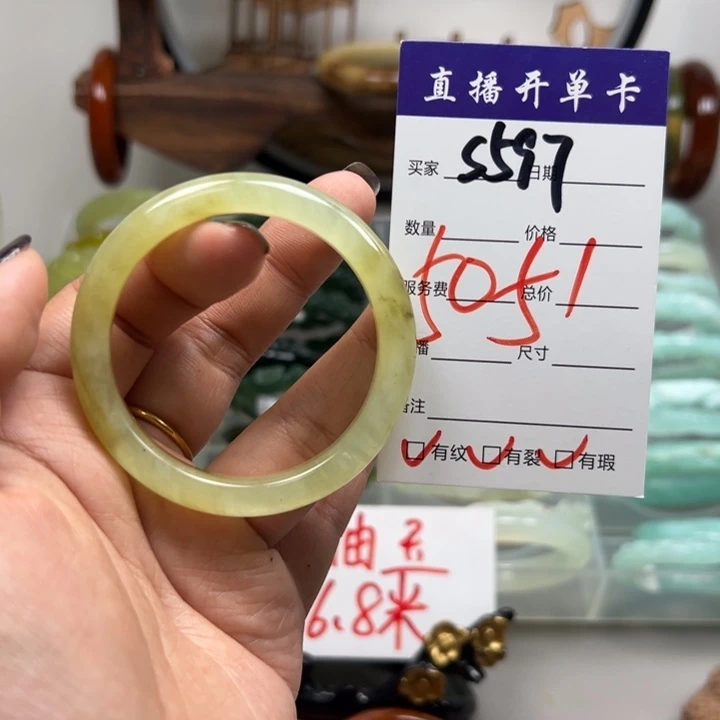 直播开单卡
买家 5597 日期
数量 价格
5051
服务费 总价
播 尺寸
备注
✓ ✓ ✓
□有纹 □有裂 □有瑕
抽
6.8米